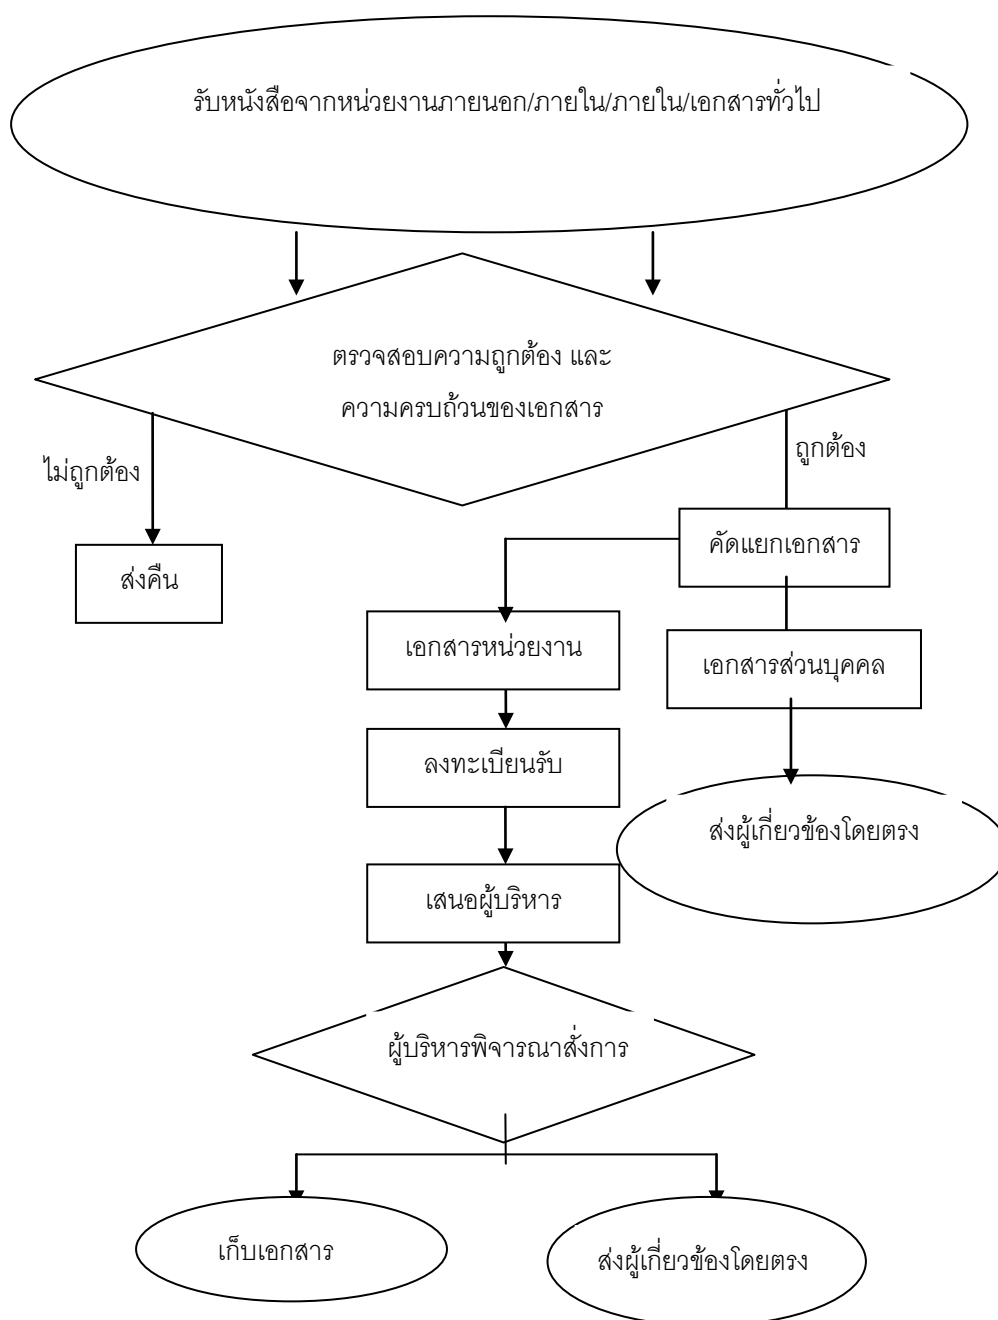 รับหนังสือจากหน่วยงานภายนอก/ภายใน/ภายใน/เอกสารทั่วไป
ตรวจสอบความถูกต้อง และ
ความครบถ้วนของเอกสาร
ถูกต้อง
ไม่ถูกต้อง
คัดแยกเอกสาร
ส่งคืน
เอกสารหน่วยงาน
เอกสารส่วนบุคคล
ลงทะเบียนรับ
ส่งผู้เกี่ยวข้องโดยตรง
เสนอผู้บริหาร
ผู้บริหารพิจารณาสั่งการ
เก็บเอกสาร
ส่งผู้เกี่ยวข้องโดยตรง